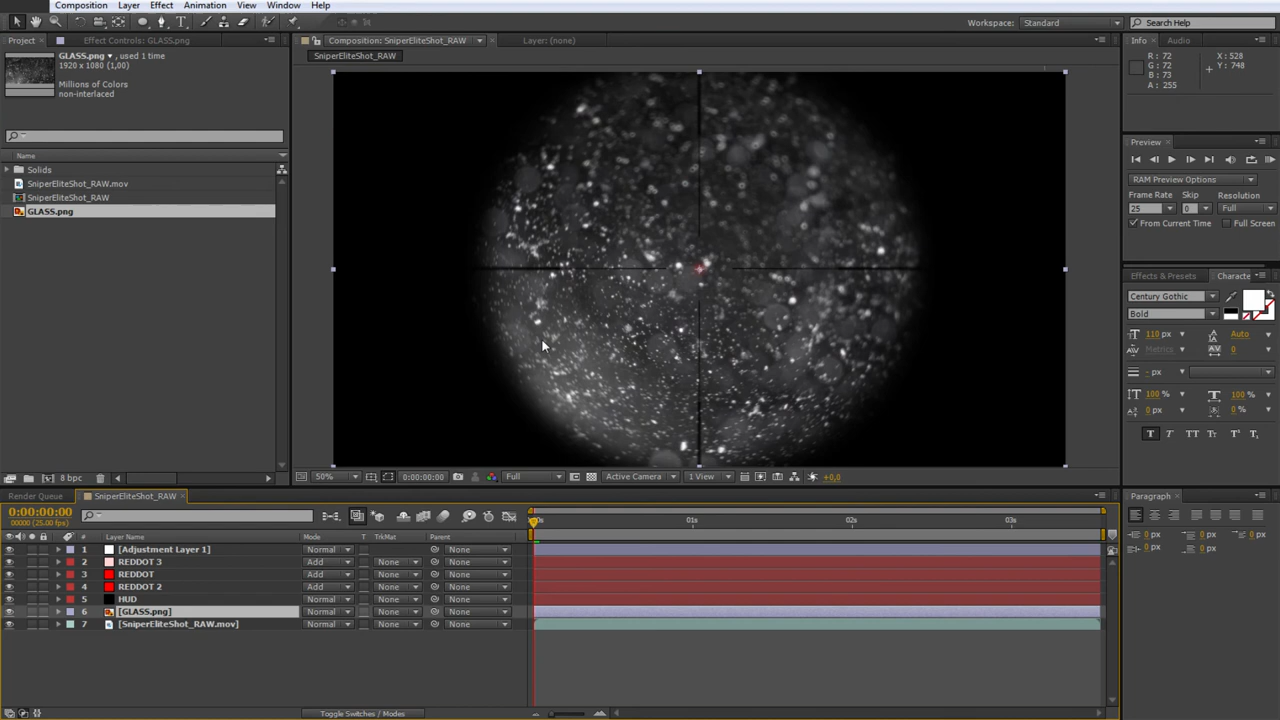 Composition Layer Effect Animation View Window Help
Workspace: Standard Search Help
Project Effect Controls: GLASS.png Composition: SniperEliteShot_RAW Layer: (none) Info Audio
SniperEliteShot_RAW
GLASS.png ▾ , used 1 time
1920 x 1080 (1,00)
Millions of Colors
non-interlaced
R : 72
G : 72
B : 73
A : 255
X : 528
Y : 748
Preview
RAM Preview Options
Frame Rate Skip Resolution
25 0 Full
From Current Time Full Screen
Name
Solids
SniperEliteShot_RAW.mov
SniperEliteShot_RAW
GLASS.png
Effects & Presets Characte
Century Gothic
Bold
110 px Auto
Metrics 0
- px
100 % 100 %
0 px 0 %
T T TT Tт T¹ T₁
8 bpc
50% 0:00:00:00 Full Active Camera 1 View +0,0
Render Queue SniperEliteShot_RAW Paragraph
0:00:00:00
00000 (25.00 fps)
0s 01s 02s 03s
# Layer Name Mode T TrkMat Parent
1 [Adjustment Layer 1] Normal None
2 REDDOT 3 Add None None
3 REDDOT Add None None
4 REDDOT 2 Add None None
5 HUD Normal None None
6 [GLASS.png] Normal None None
7 [SniperEliteShot_RAW.mov] Normal None None
0 px 0 px 0 px
0 px 0 px
Toggle Switches / Modes